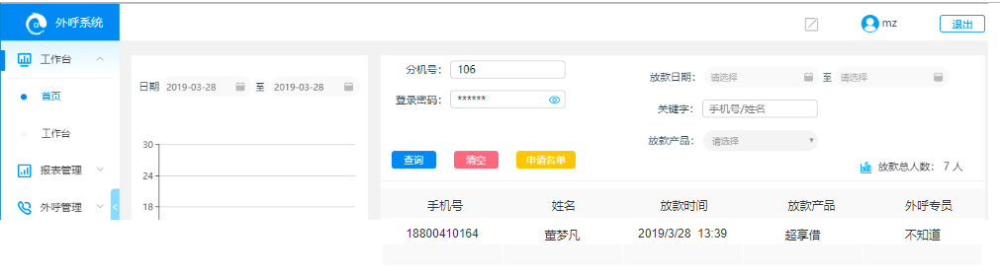 外呼系统
mz
退出
工作台
首页
工作台
报表管理
外呼管理
日期 2019-03-28 至 2019-03-28
30
24
18
分机号： 106
登录密码： ******
放款日期： 请选择 至 请选择
关键字： 手机号/姓名
放款产品： 请选择
查询 清空 申请名单
放款总人数： 7 人
手机号 姓名 放款时间 放款产品 外呼专员
18800410164 董梦凡 2019/3/28 13:39 超享借 不知道